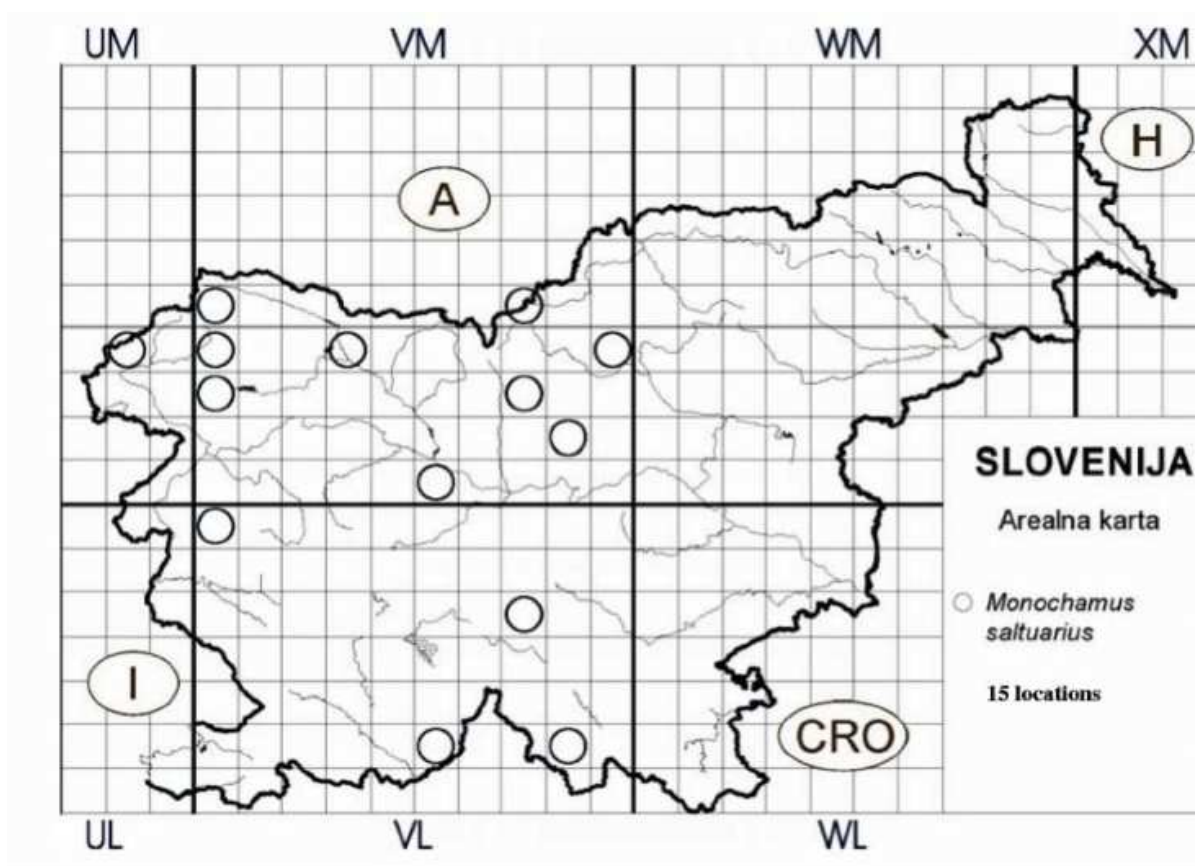 UM VM WM XM
H
A
SLOVENIJA
Arealna karta
Monochamus
saltuarius
I
15 locations
CRO
UL VL WL